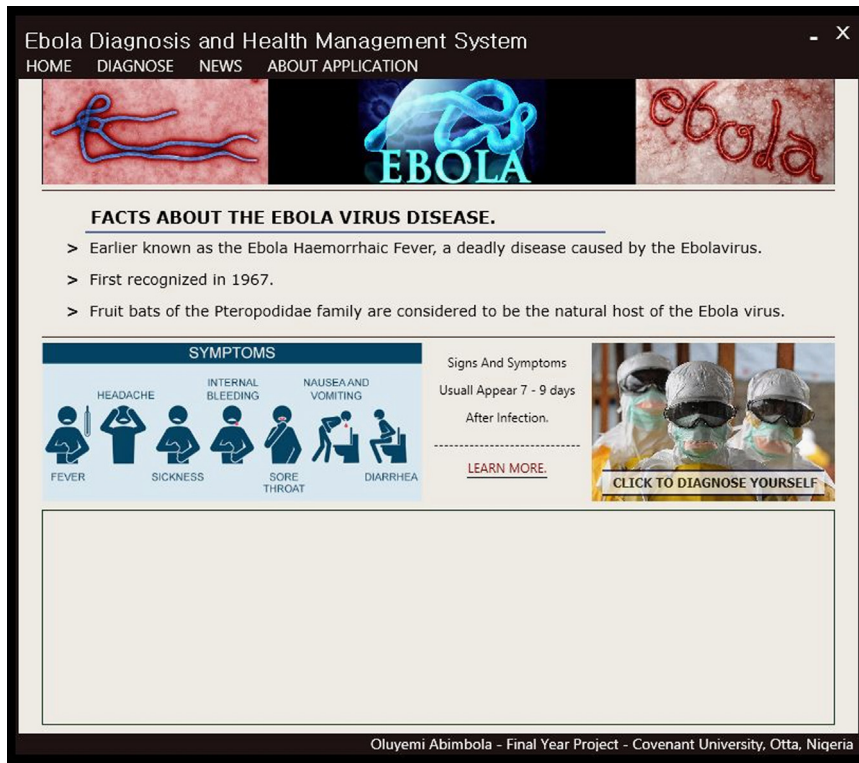 Ebola Diagnosis and Health Management System
- X
HOME DIAGNOSE NEWS ABOUT APPLICATION
EBOLA
ebola
FACTS ABOUT THE EBOLA VIRUS DISEASE.
> Earlier known as the Ebola Haemorrhaic Fever, a deadly disease caused by the Ebolavirus.
> First recognized in 1967.
> Fruit bats of the Pteropodidae family are considered to be the natural host of the Ebola virus.
SYMPTOMS
HEADACHE
INTERNAL
BLEEDING
NAUSEA AND
VOMITING
FEVER
SICKNESS
SORE
THROAT
DIARRHEA
Signs And Symptoms
Usuall Appear 7 - 9 days
After Infection.
LEARN MORE.
CLICK TO DIAGNOSE YOURSELF
Oluyemi Abimbola - Final Year Project - Covenant University, Otta, Nigeria